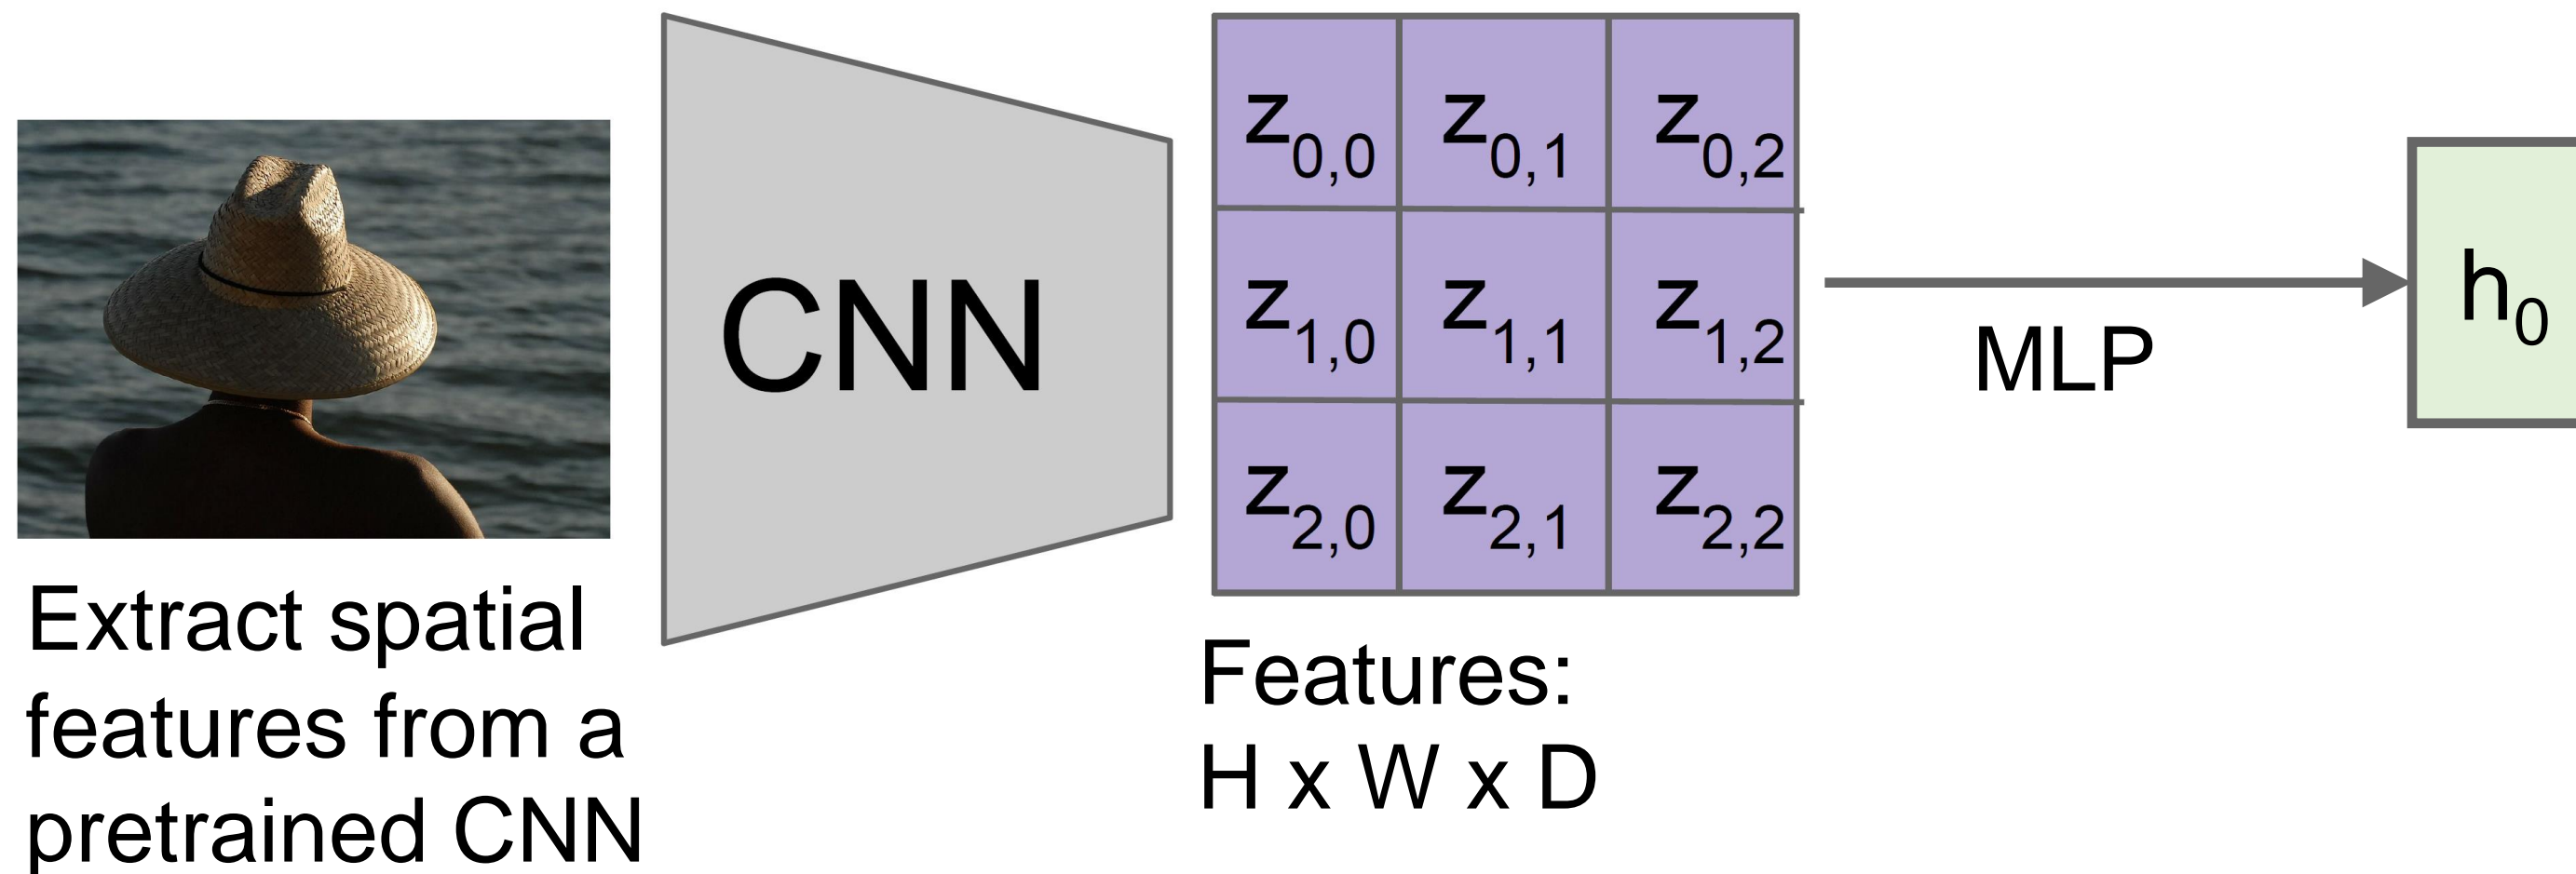 CNN
z0,0 z0,1 z0,2
z1,0 z1,1 z1,2
z2,0 z2,1 z2,2
MLP
h0
Extract spatial
features from a
pretrained CNN
Features:
H x W x D